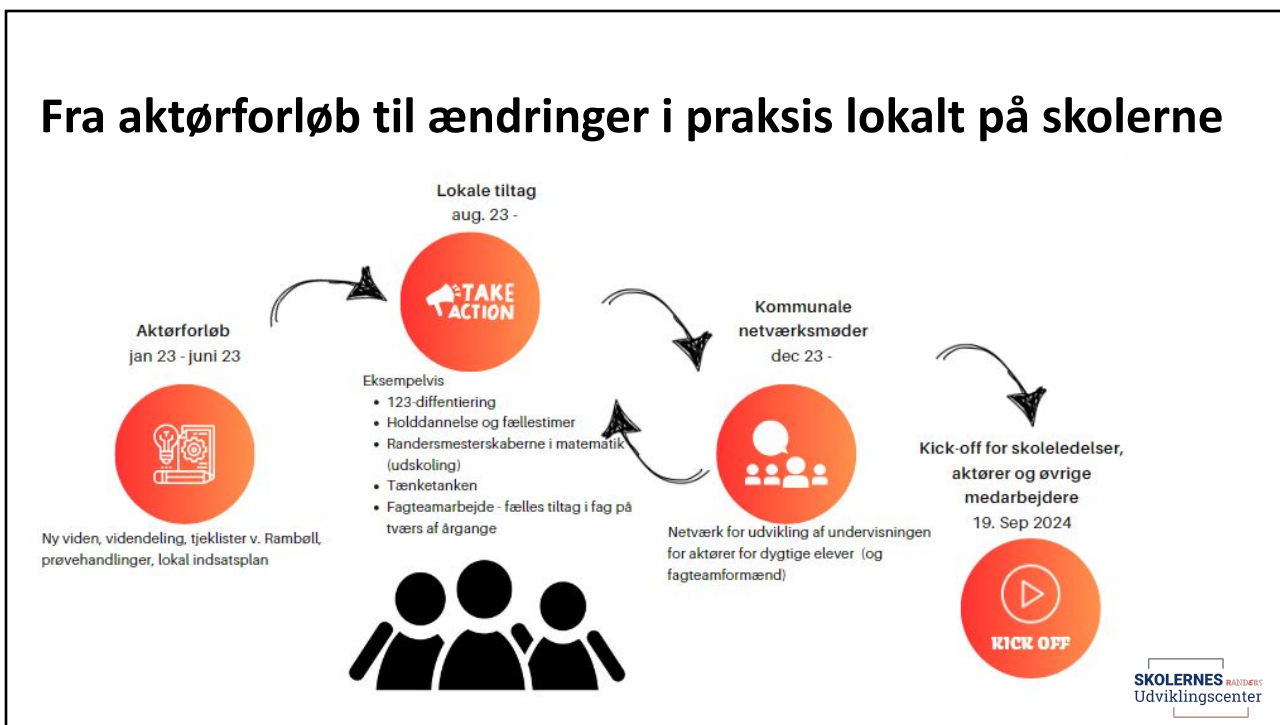 Fra aktørforløb til ændringer i praksis lokalt på skolerne
Aktørforløb
jan 23 - juni 23
Ny viden, videndeling, tjeklister v. Rambøll,
prøvehandlinger, lokal indsatsplan
Lokale tiltag
aug. 23 -
TAKE
ACTION
Eksempelvis
• 123-diffentiering
• Holddannelse og fællestimer
• Randersmesterskaberne i matematik
(udskoling)
• Tænketanken
• Fagteamarbejde - fælles tiltag i fag på
tværs af årgange
Kommunale
netværksmøder
dec 23 -
Netværk for udvikling af undervisningen
for aktører for dygtige elever (og
fagteamformænd)
Kick-off for skoleledelser,
aktører og øvrige
medarbejdere
19. Sep 2024
KICK OFF
SKOLERNES RANDERS
Udviklingscenter